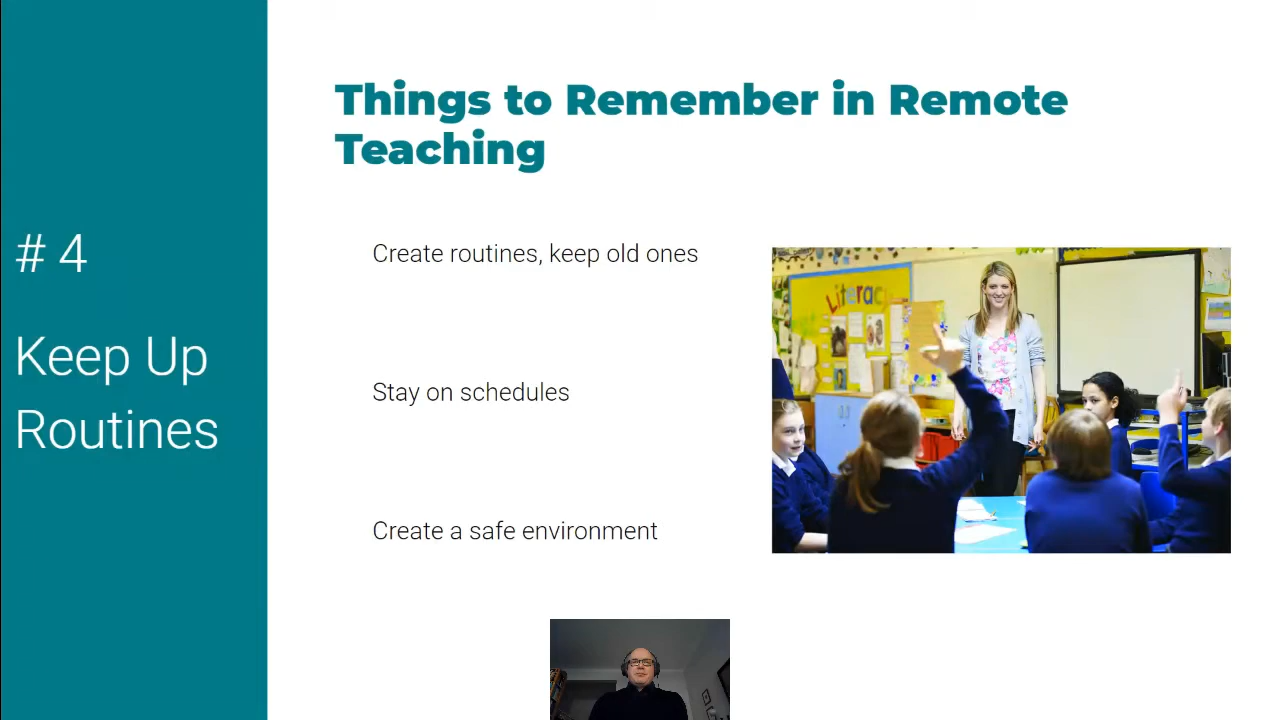 Things to Remember in Remote
Teaching
# 4
Keep Up
Routines
Create routines, keep old ones
Stay on schedules
Create a safe environment
Literacy